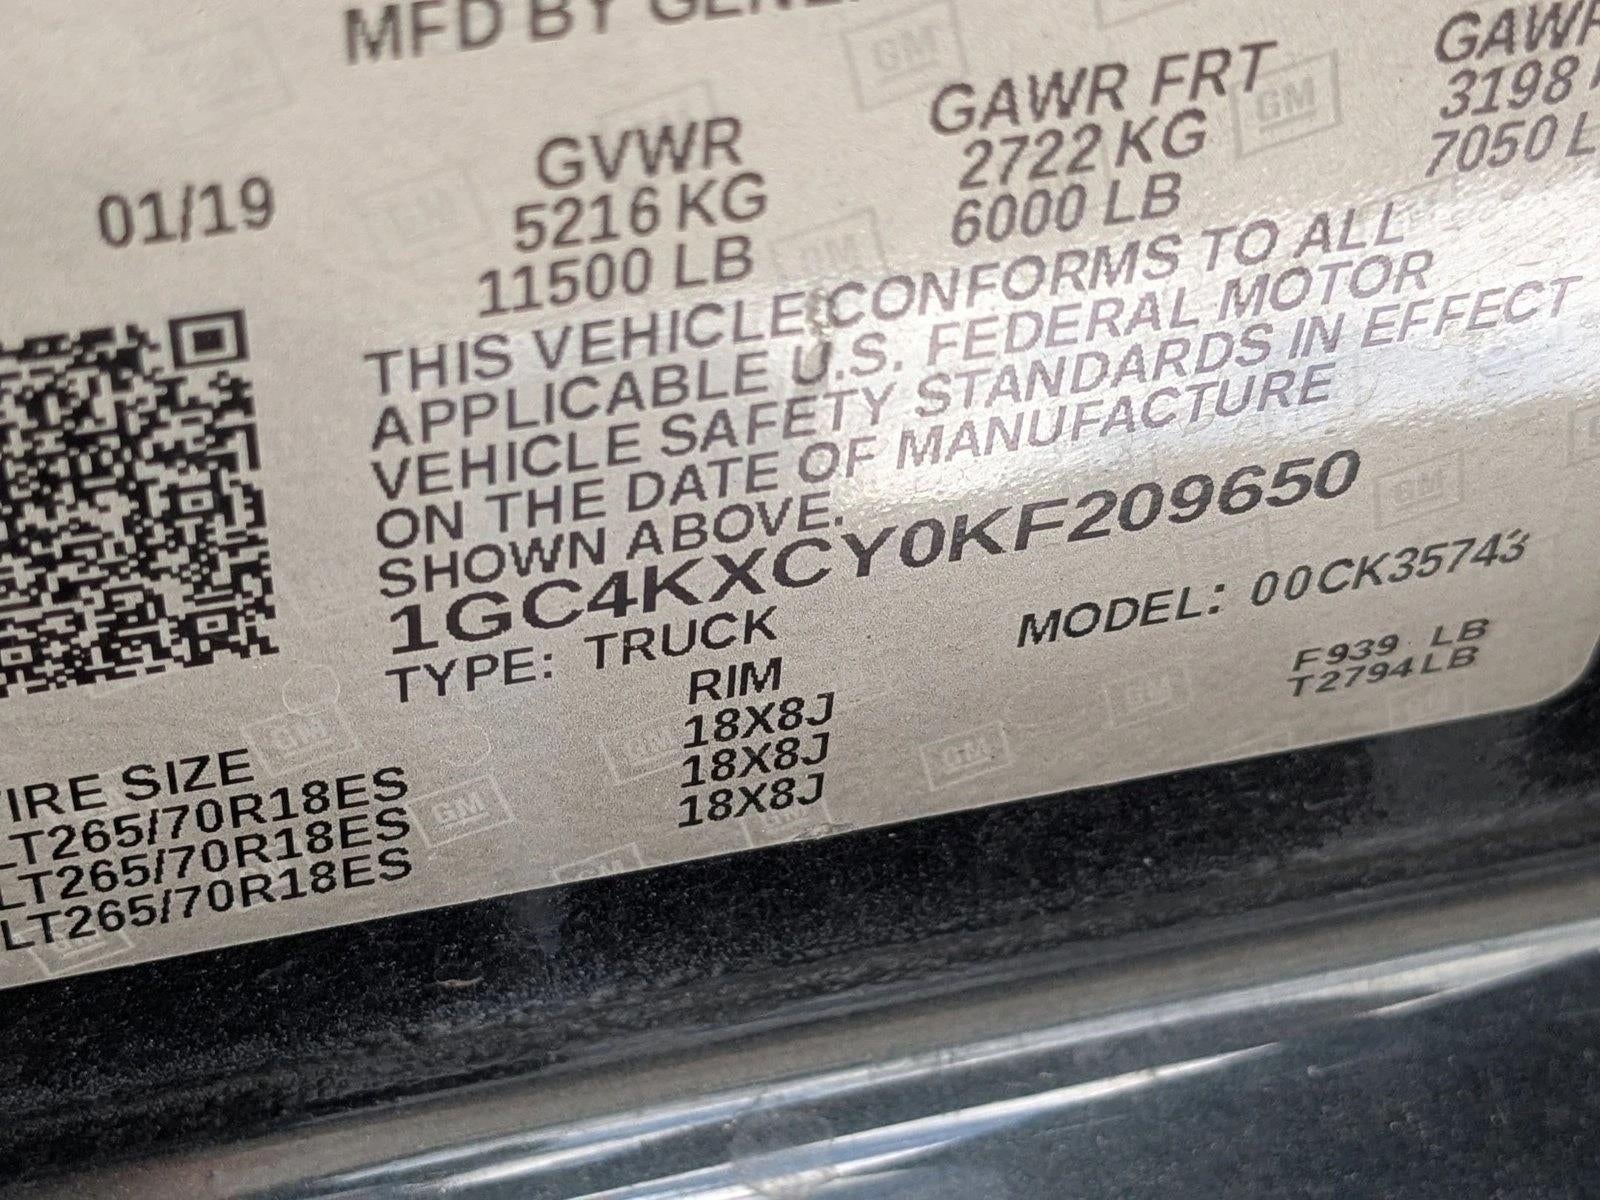 MFD BY GENE
01/19
GVWR
5216 KG
11500 LB
GAWR FRT
2722 KG
6000 LB
GAWR
3198
7050 L
THIS VEHICLE CONFORMS TO ALL
APPLICABLE U.S. FEDERAL MOTOR
VEHICLE SAFETY STANDARDS IN EFFECT
ON THE DATE OF MANUFACTURE
SHOWN ABOVE.
1GC4KXCY0KF209650
TYPE: TRUCK
MODEL: 00CK35743
F939 LB
T2794LB
IRE SIZE
LT265/70R18ES
LT265/70R18ES
LT265/70R18ES
RIM
18X8J
18X8J
18X8J